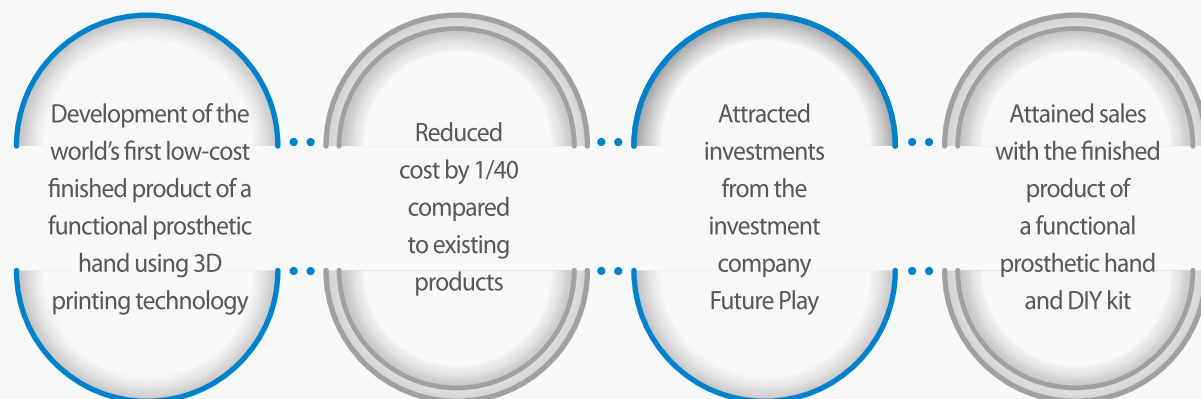 Development of the
world's first low-cost
finished product of a
functional prosthetic
hand using 3D
printing technology
Reduced
cost by 1/40
compared
to existing
products
Attracted
investments
from the
investment
company
Future Play
Attained sales
with the finished
product of
a functional
prosthetic hand
and DIY kit